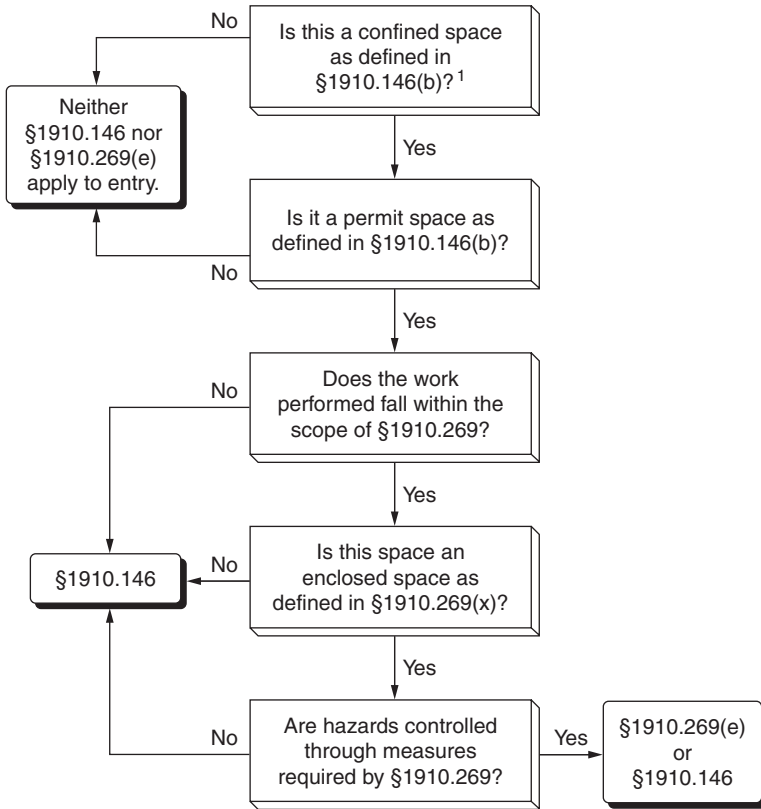 No
Is this a confined space
as defined in
§1910.146(b)? 1
Neither
§1910.146 nor
§1910.269(e)
apply to entry.
Yes
Is it a permit space as
defined in §1910.146(b)?
No
Yes
Does the work
performed fall within the
scope of §1910.269?
No
Yes
Is this space an
enclosed space as
defined in §1910.269(x)?
No
§1910.146
Yes
Are hazards controlled
through measures
required by §1910.269?
No
Yes
§1910.269(e)
or
§1910.146